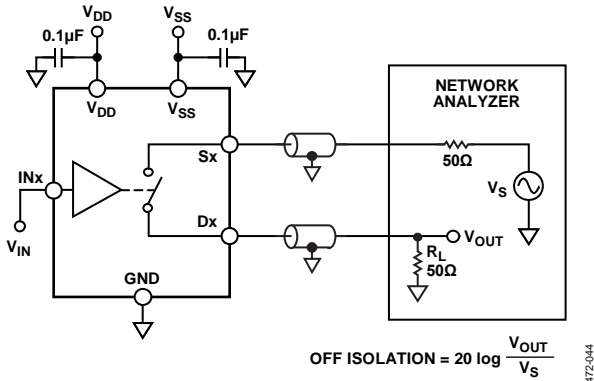 VDD
VSS
0.1µF
0.1µF
VDD
VSS
NETWORK
ANALYZER
Sx
50Ω
VS
INx
VIN
Dx
VOUT
RL
50Ω
GND
OFF ISOLATION = 20 log VOUT
VS
472-044